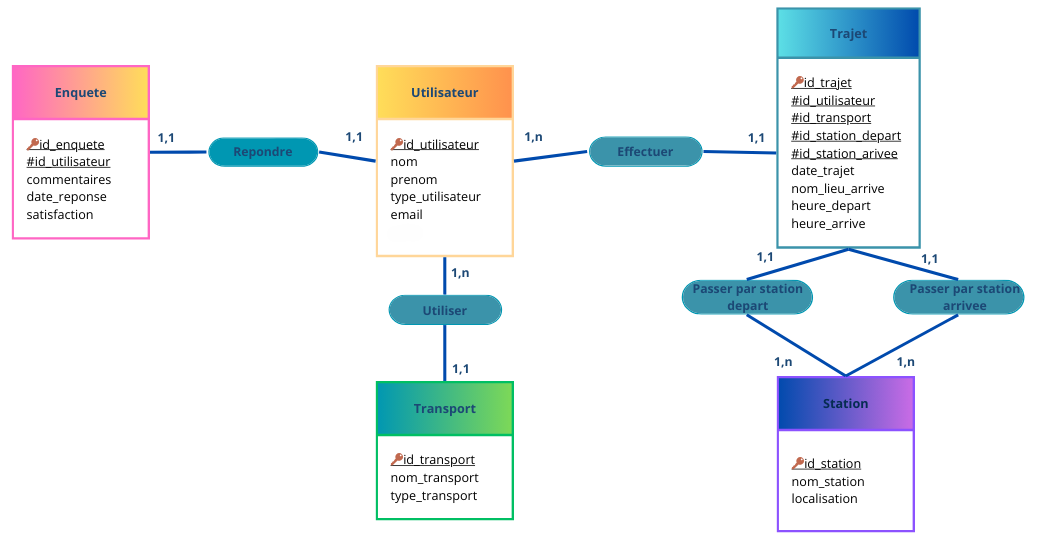 Enquete
id_enquete
#id_utilisateur
commentaires
date_reponse
satisfaction
1,1
Repondre
1,1
Utilisateur
id_utilisateur
nom
prenom
type_utilisateur
email
1,n
Effectuer
1,1
Trajet
id_trajet
#id_utilisateur
#id_transport
#id_station_depart
#id_station_arivee
date_trajet
nom_lieu_arrive
heure_depart
heure_arrive
1,n
Utiliser
1,1
Transport
id_transport
nom_transport
type_transport
1,1
Passer par station
depart
1,n
1,1
Passer par station
arrivee
1,n
Station
id_station
nom_station
localisation